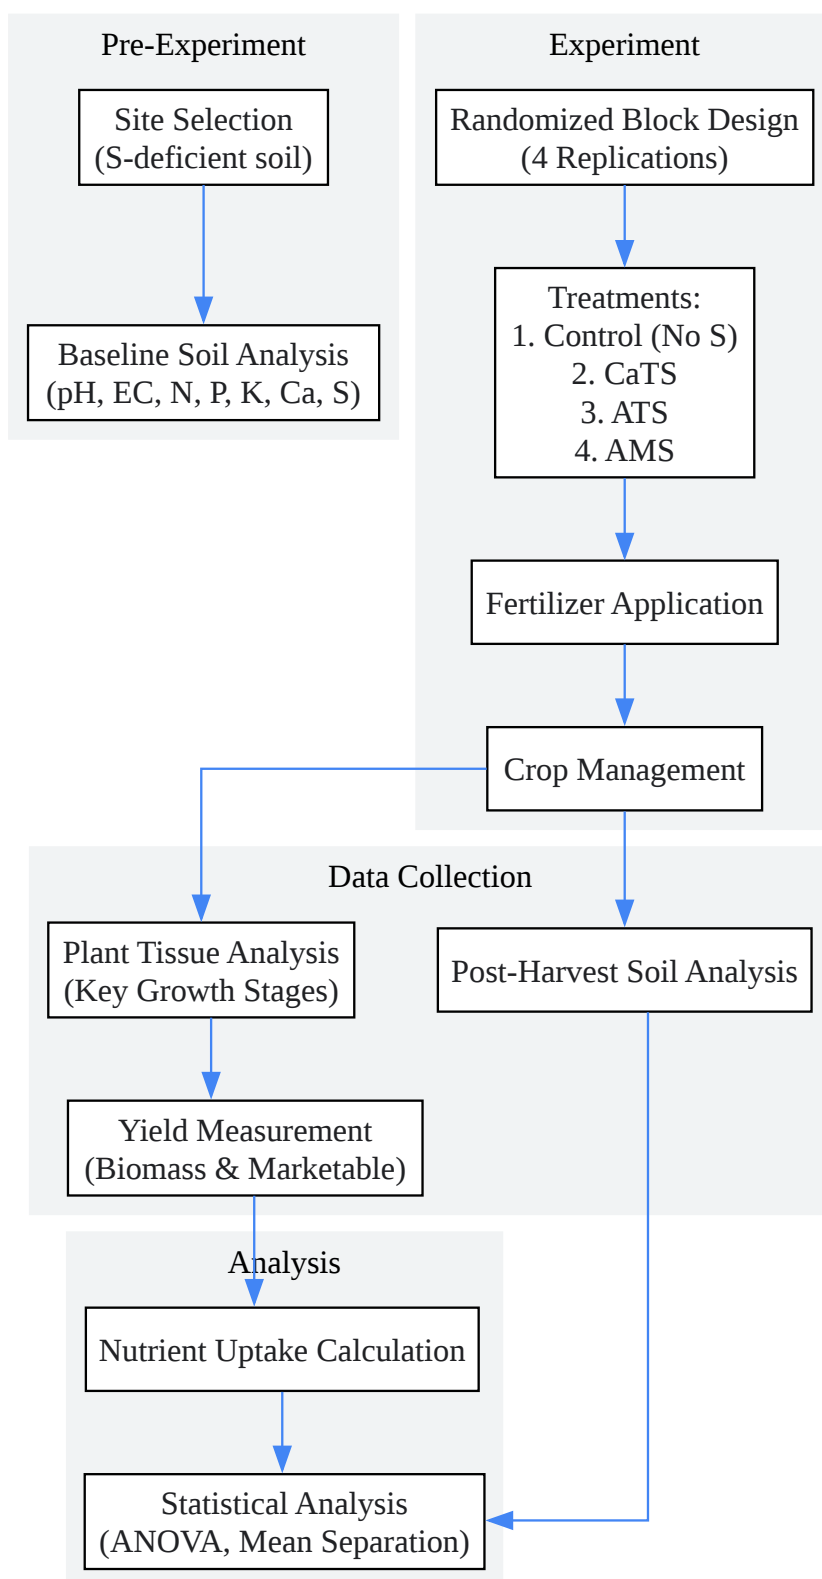 Pre-Experiment
Site Selection
(S-deficient soil)
Baseline Soil Analysis
(pH, EC, N, P, K, Ca, S)
Experiment
Randomized Block Design
(4 Replications)
Treatments:
1. Control (No S)
2. CaTS
3. ATS
4. AMS
Fertilizer Application
Crop Management
Data Collection
Plant Tissue Analysis
(Key Growth Stages)
Post-Harvest Soil Analysis
Yield Measurement
(Biomass & Marketable)
Analysis
Nutrient Uptake Calculation
Statistical Analysis
(ANOVA, Mean Separation)